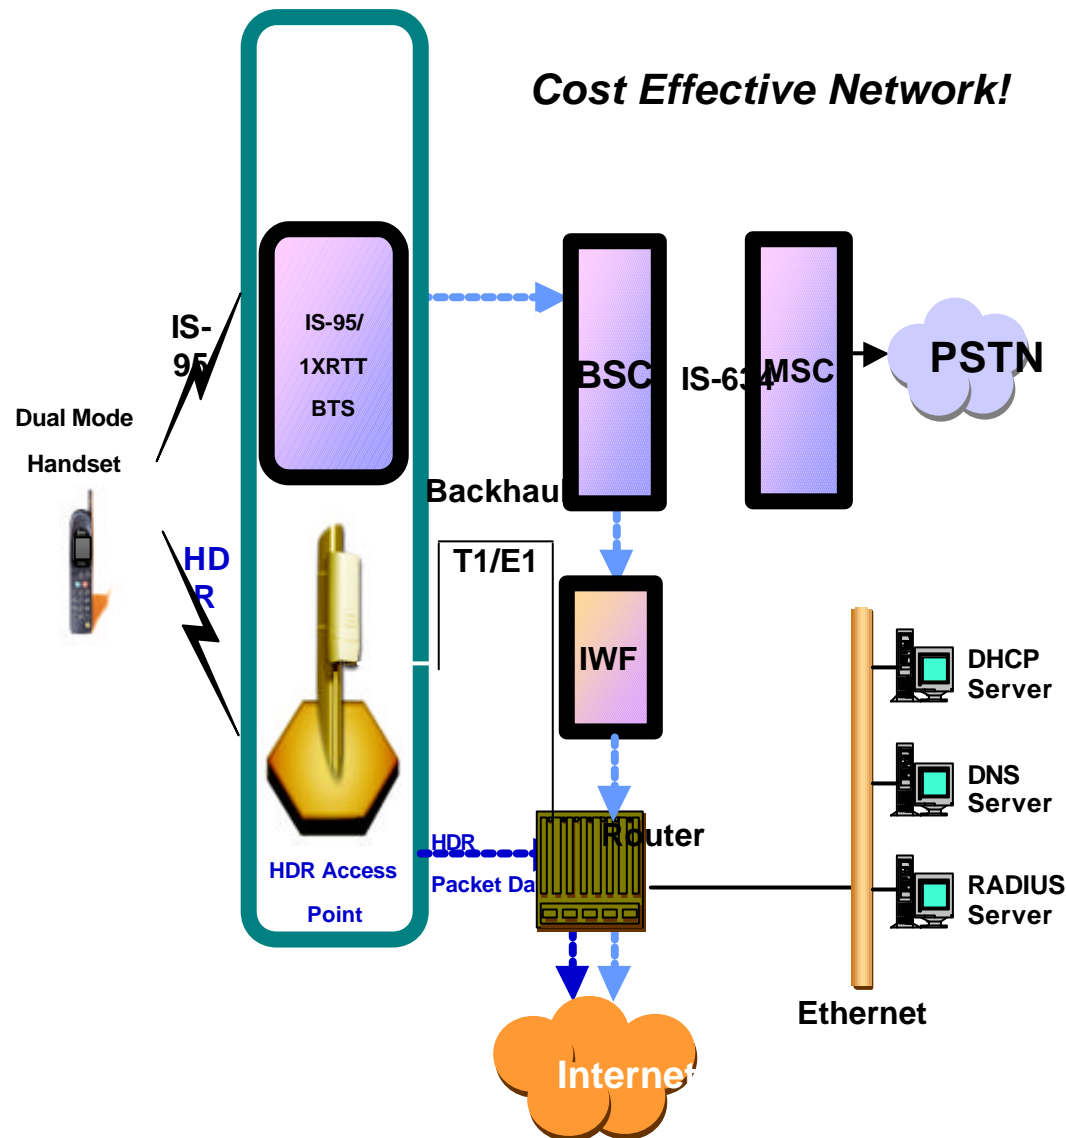 Cost Effective Network!
IS-
95
IS-95/
1XRTT
BTS
BSC
IS-634
MSC
PSTN
Dual Mode
Handset
Backhaul
T1/E1
HD
R
IWF
DHCP
Server
DNS
Server
Router
HDR
Packet Da
HDR Access
Point
RADIUS
Server
Ethernet
Internet